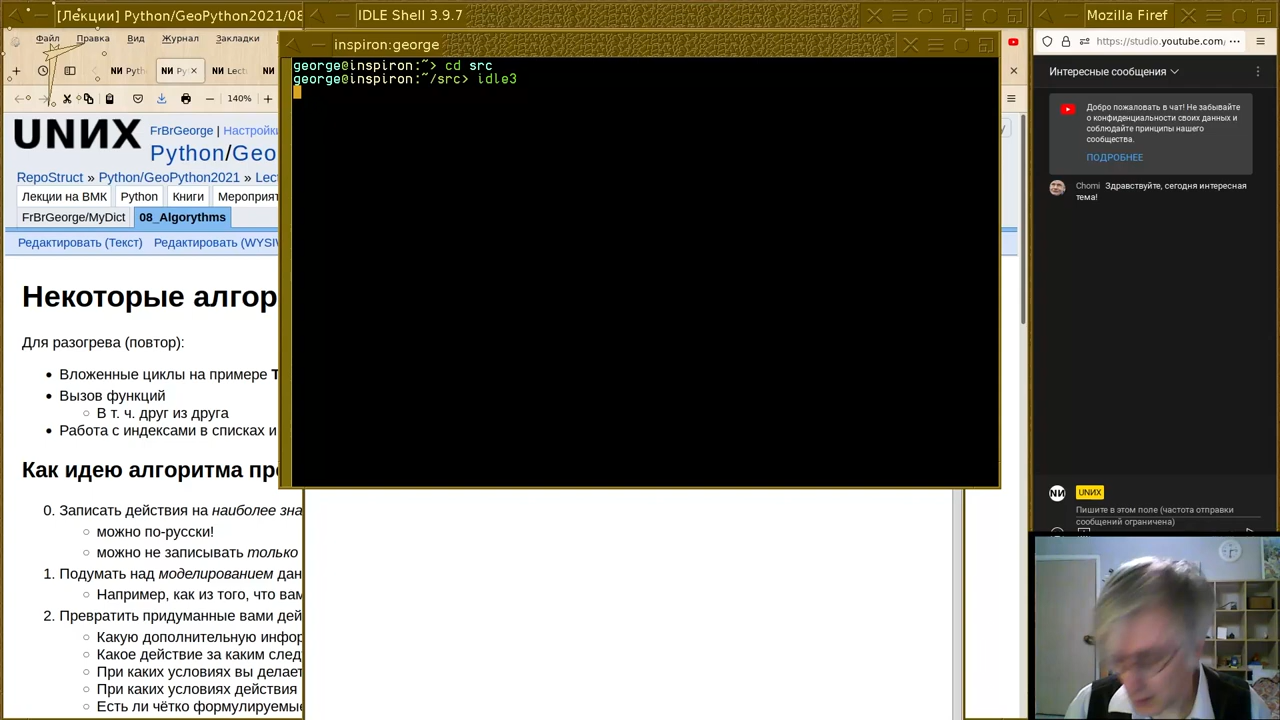 [Лекции] Python/GeoPython2021/08
IDLE Shell 3.9.7
Mozilla Firef
inspiron:george
Файл Правка Вид Журнал Закладки
140%
https://studio.youtube.com/
george@inspiron:~> cd src
george@inspiron:~/src> idle3
UNИX
FrBrGeorge | Настройки
Python/Geo
RepoStruct » Python/GeoPython2021 » Lect
Лекции на ВМК Python Книги Мероприят
FrBrGeorge/MyDict 08_Algorythms
Редактировать (Текст) Редактировать (WYSI
Некоторые алгор
Для разогрева (повтор):
• Вложенные циклы на примере
• Вызов функций
В т. ч. друг из друга
• Работа с индексами в списках и
Как идею алгоритма пре
0. Записать действия на наиболее зна
можно по-русски!
можно не записывать только
1. Подумать над моделированием дан
Например, как из того, что вам
2. Превратить придуманные вами дей
Какую дополнительную инфор
Какое действие за каким след
При каких условиях вы делает
При каких условиях действия
Есть ли чётко формулируемы
Интересные сообщения
Добро пожаловать в чат! Не забывайте
о конфиденциальности своих данных и
соблюдайте принципы нашего
сообщества.
ПОДРОБНЕЕ
Chomi Здравствуйте, сегодня интересная
тема!
UNИX
Пишите в этом поле (частота отправки
сообщений ограничена)